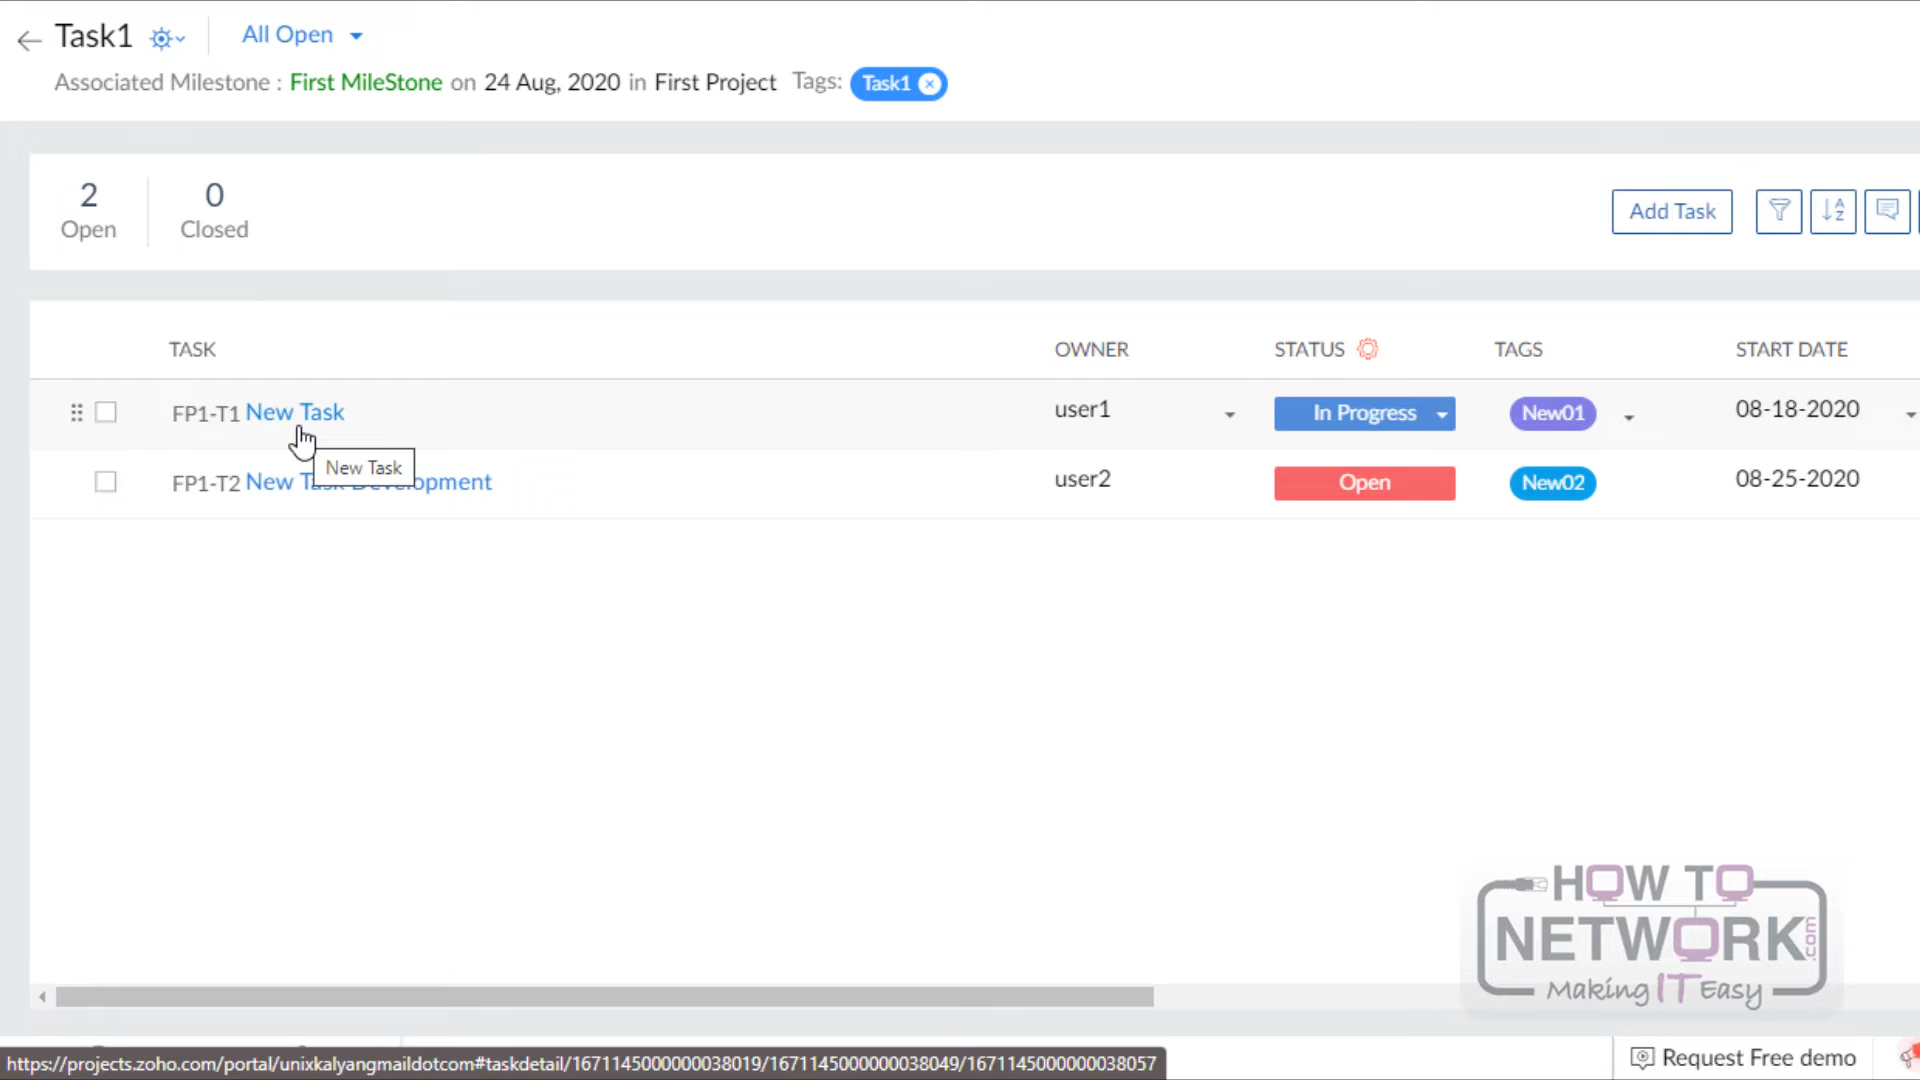 Task1 All Open
Associated Milestone : First MileStone on 24 Aug, 2020 in First Project Tags: Task1
2 0
Open Closed
Add Task
TASK OWNER STATUS TAGS START DATE
FP1-T1 New Task user1 In Progress New01 08-18-2020
New Task
FP1-T2 New Task Development user2 Open New02 08-25-2020
HOW TO
NETWORK.com
Making IT Easy
https://projects.zoho.com/portal/unixkalyangmaildotcom#taskdetail/1671145000000038019/1671145000000038049/1671145000000038057
Request Free demo